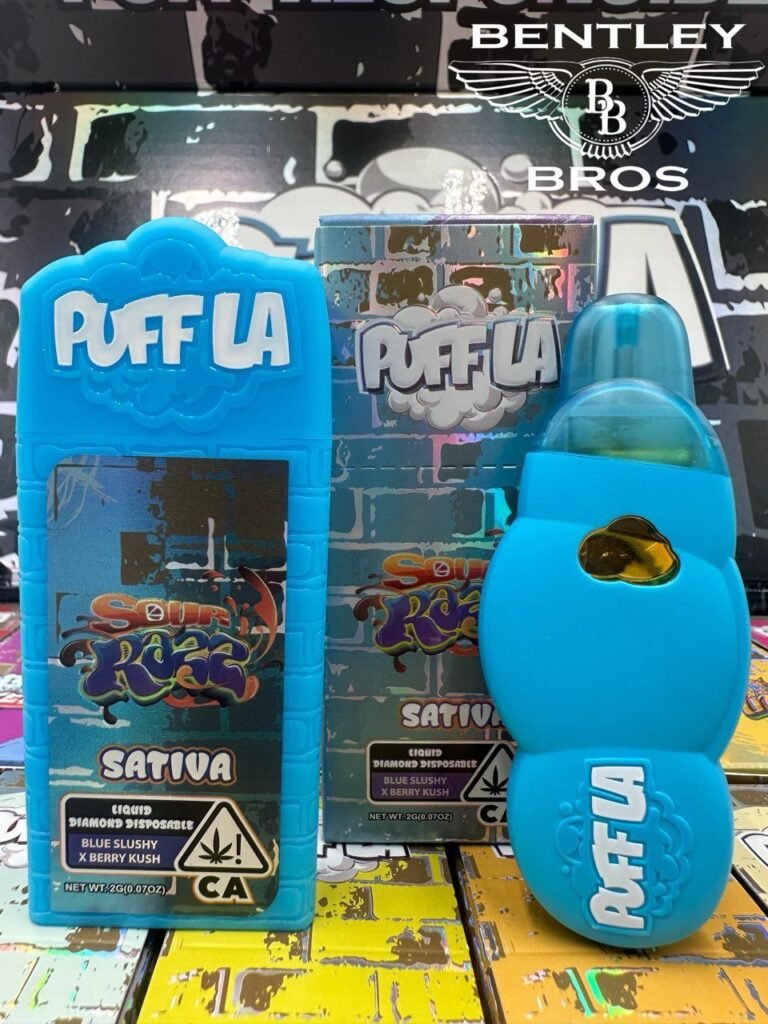 BENTLEY
BB
BROS
PUFF LA
SOUR
RAZZ
SATIVA
LIQUID
DIAMOND DISPOSABLE
BLUE SLUSHY
X BERRY KUSH
CA
NET WT. 2G(0.07OZ)
PUFF LA
SOUR
SATIVA
LIQUID
DIAMOND DISPOSABLE
BLUE SLUSHY
X BERRY KUSH
NET WT. 2G(0.07OZ)
PUFF LA